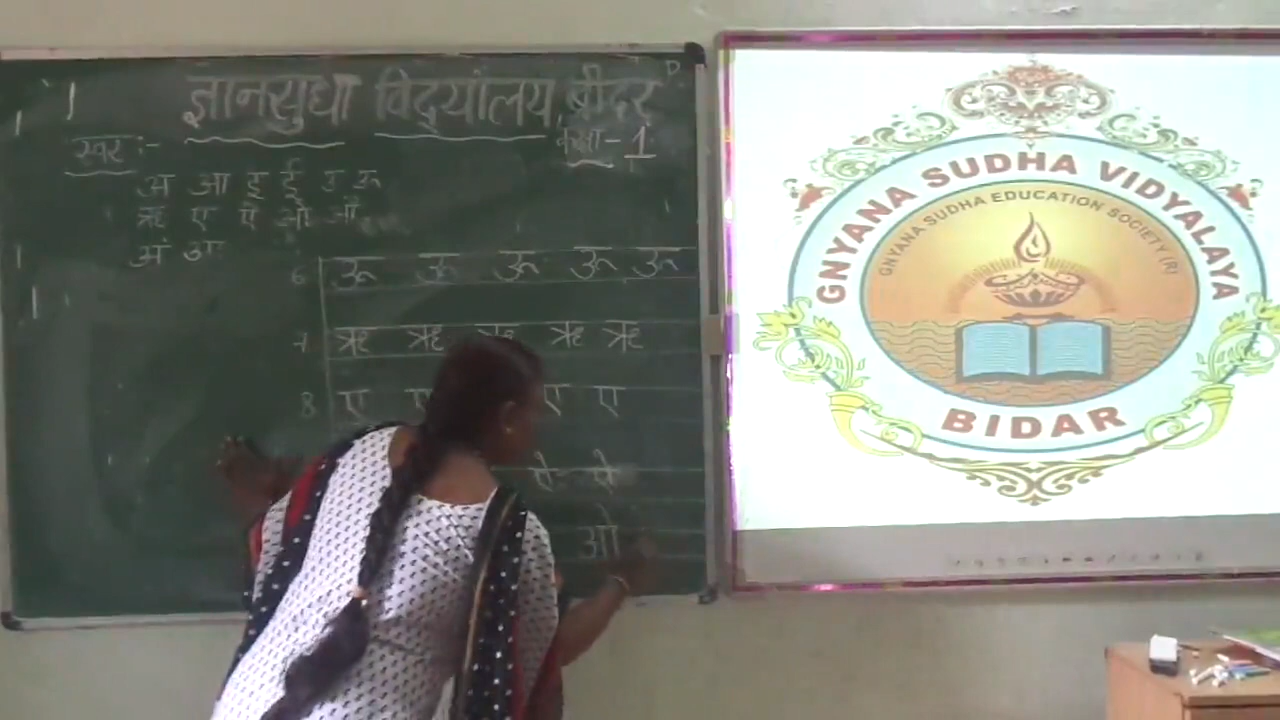 ज्ञानसुधा विद्यालय, बीदर
कक्षा - 1
स्वर :-
अ आ इ ई उ ऊ
ऋ ए ऐ ओ औ
अं अः
6 ऊ ऊ ऊ ऊ ऊ
7 ऋ ऋ ऋ ऋ ऋ
8 ए ए ए ए
ऐ ऐ
ओ
GNYANA SUDHA VIDYALAYA
GNYANA SUDHA EDUCATION SOCIETY (R)
BIDAR